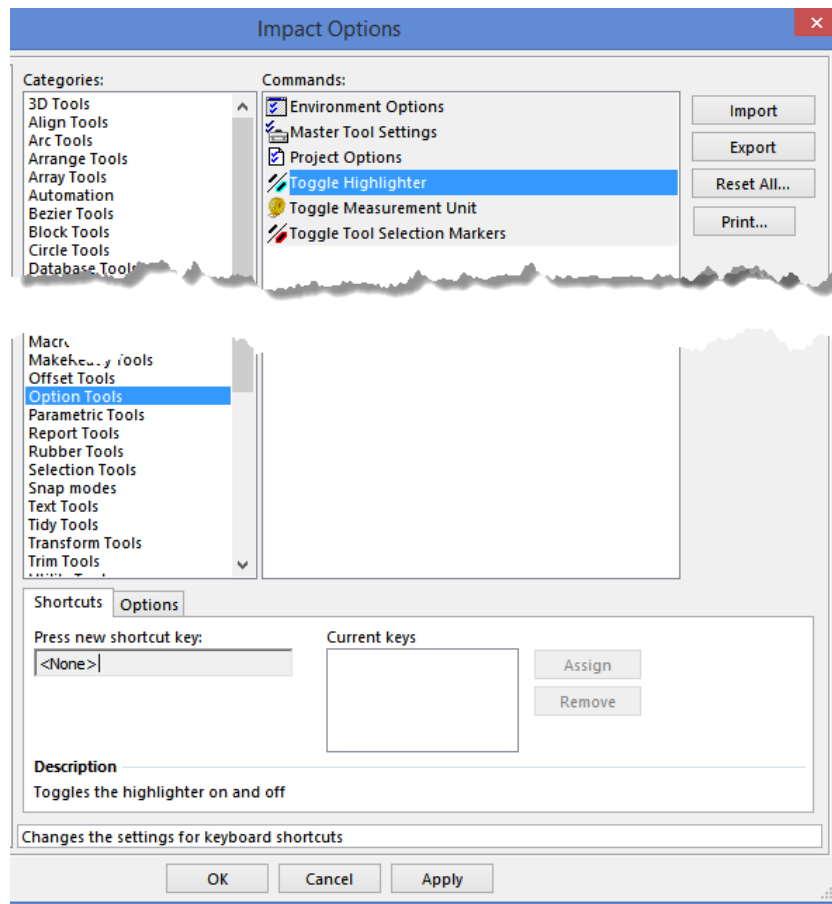 Impact Options
Categories:
3D Tools
Align Tools
Arc Tools
Arrange Tools
Array Tools
Automation
Bezier Tools
Block Tools
Circle Tools
Database Tools
Offset Tools
Option Tools
Parametric Tools
Report Tools
Rubber Tools
Selection Tools
Snap modes
Text Tools
Tidy Tools
Transform Tools
Trim Tools
Commands:
Environment Options
Master Tool Settings
Project Options
Toggle Highlighter
Toggle Measurement Unit
Toggle Tool Selection Markers
Import
Export
Reset All...
Print...
Shortcuts Options
Press new shortcut key:
<None>
Current keys
Assign
Remove
Description
Toggles the highlighter on and off
Changes the settings for keyboard shortcuts
OK Cancel Apply